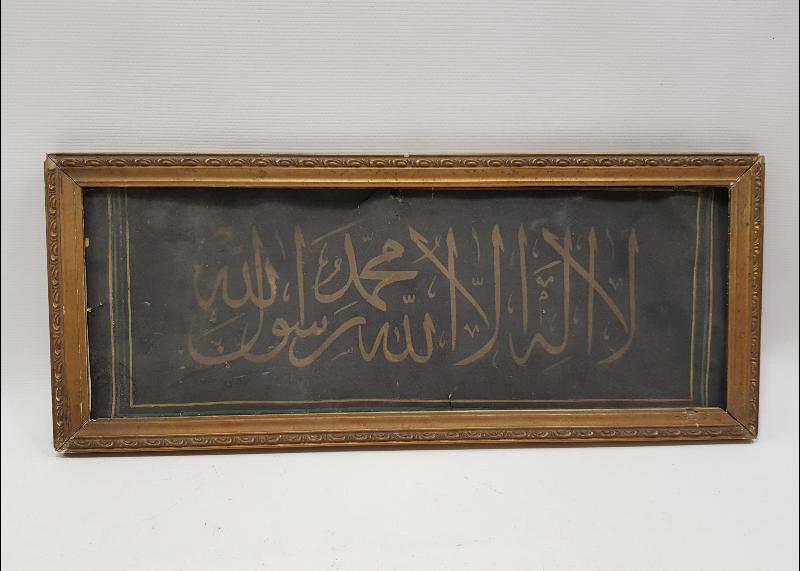 لا اله الا الله محمد رسول الله